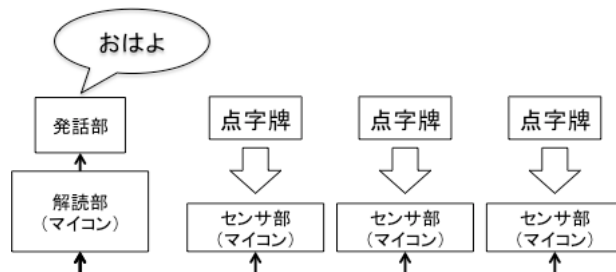 おはよ
発話部
点字牌
点字牌
点字牌
解読部
(マイコン)
センサ部
(マイコン)
センサ部
(マイコン)
センサ部
(マイコン)